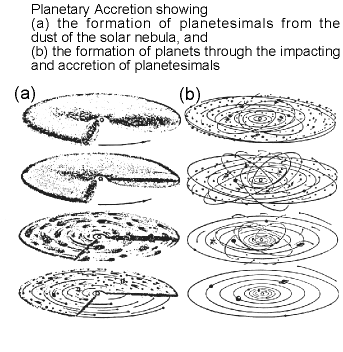 Planetary Accretion showing
(a) the formation of planetesimals from the
dust of the solar nebula, and
(b) the formation of planets through the impacting
and accretion of planetesimals
(a)
(b)